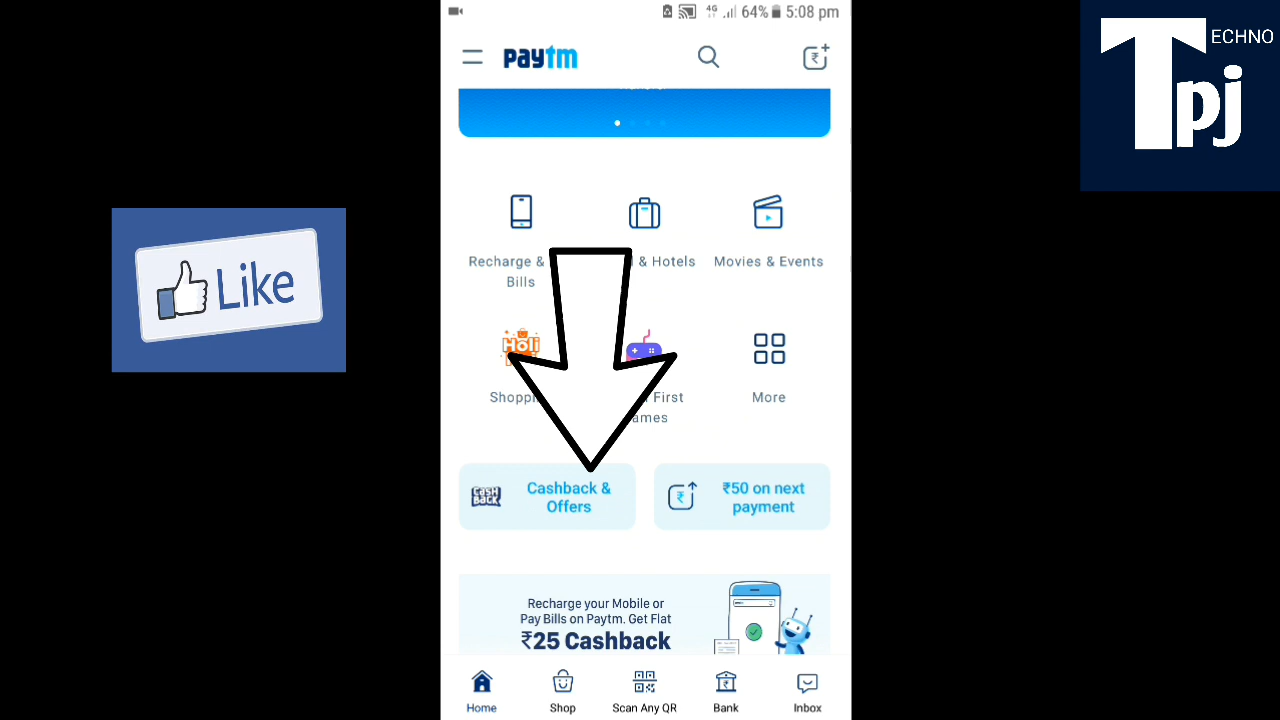 4G 64% 5:08 pm
paytm
T ECHNO
pj
Recharge &
Bills
& Hotels
Movies & Events
Like
Holi
First
More
CASH
BACK
Cashback &
Offers
₹50 on next
payment
Recharge your Mobile or
Pay Bills on Paytm. Get Flat
₹25 Cashback
Home
Shop
Scan Any QR
Bank
Inbox